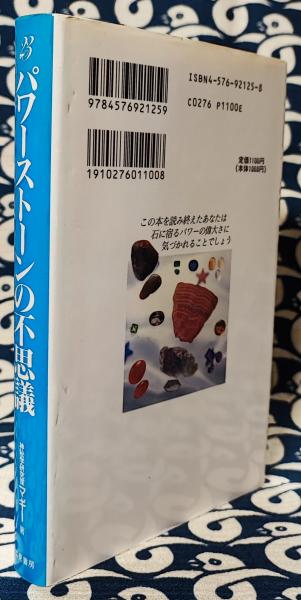 パワーストーンの不思議
マギー
ISBN4-576-92125-8
C0276 P1100E
9784576921259
1910276011008
定価1100円
(本体1068円)
この本を読み終えたあなたは
石に宿るパワーの偉大さに
気づかれることでしょう